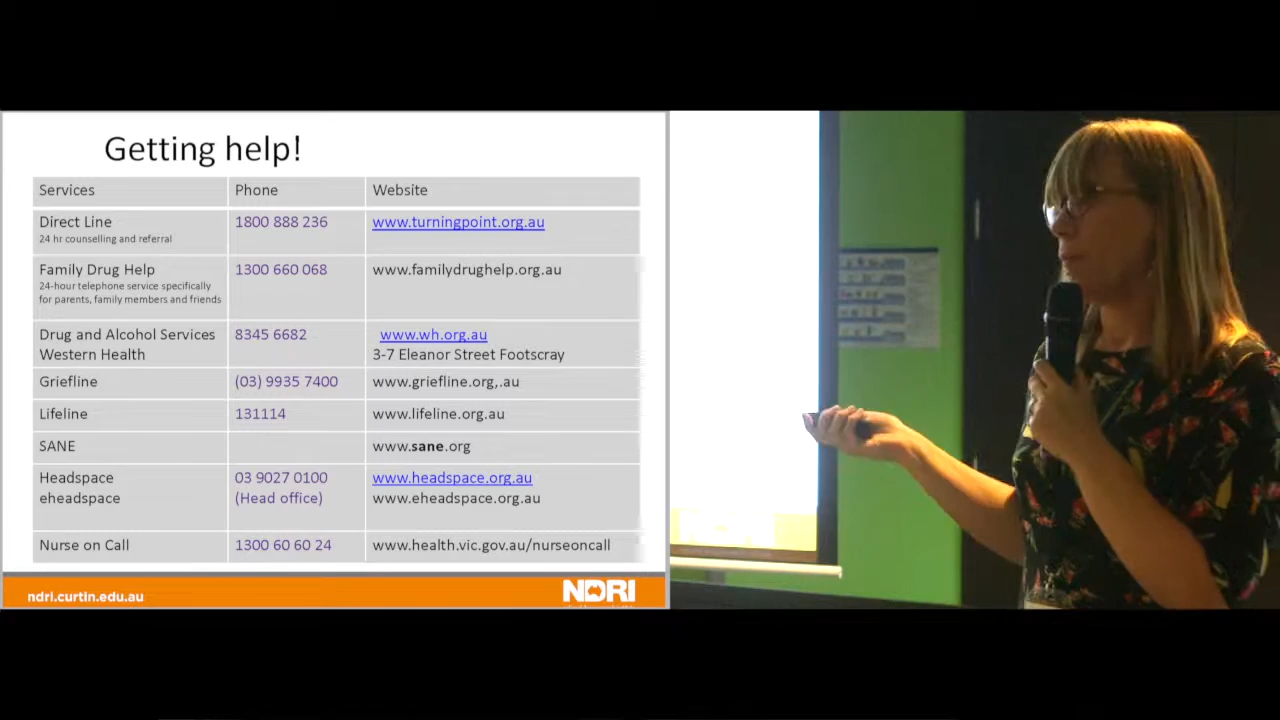 Getting help!
Services Phone Website
Direct Line 1800 888 236 www.turningpoint.org.au
24 hr counselling and referral
Family Drug Help 1300 660 068 www.familydrughelp.org.au
24-hour telephone service specifically
for parents, family members and friends
Drug and Alcohol Services 8345 6682 www.wh.org.au
Western Health 3-7 Eleanor Street Footscray
Griefline (03) 9935 7400 www.griefline.org,.au
Lifeline 131114 www.lifeline.org.au
SANE www.sane.org
Headspace 03 9027 0100 www.headspace.org.au
eheadspace (Head office) www.eheadspace.org.au
Nurse on Call 1300 60 60 24 www.health.vic.gov.au/nurseoncall
ndri.curtin.edu.au NDRI